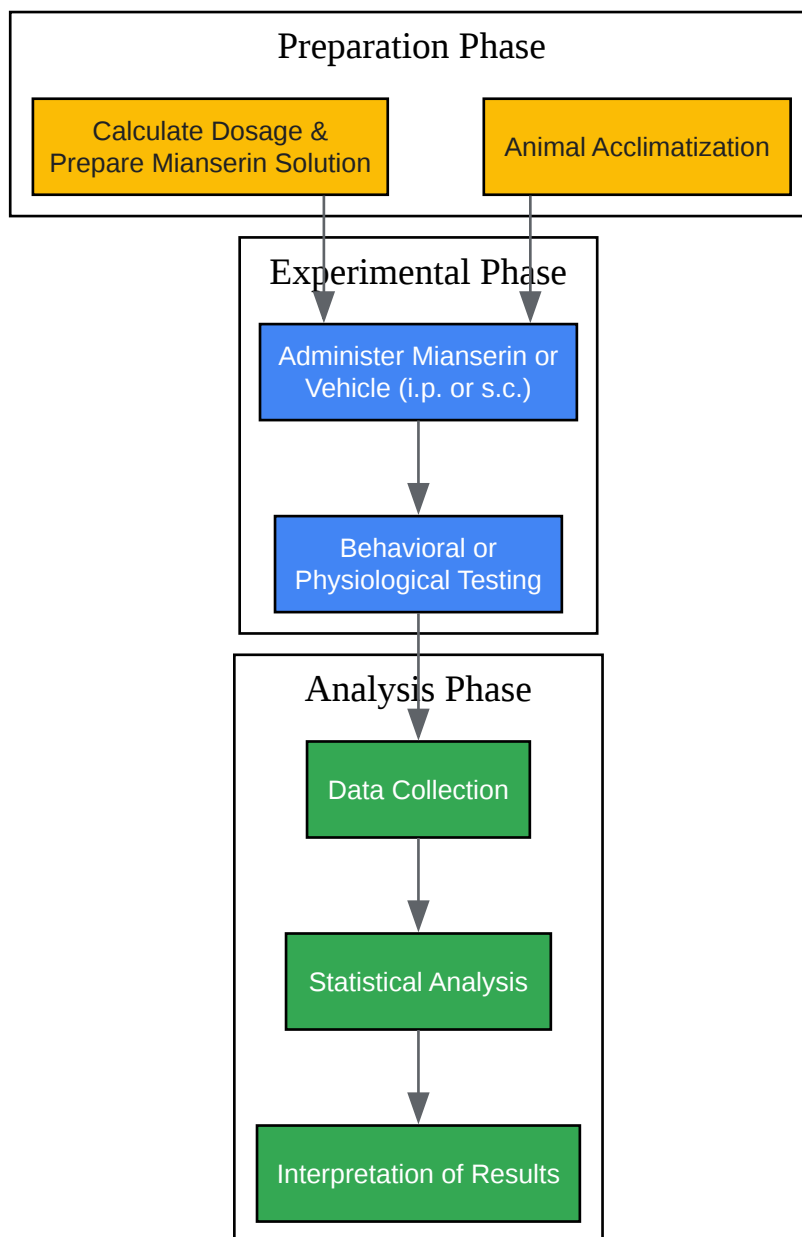 Preparation Phase
Calculate Dosage &
Prepare Mianserin Solution
Animal Acclimatization
Experimental Phase
Administer Mianserin or
Vehicle (i.p. or s.c.)
Behavioral or
Physiological Testing
Analysis Phase
Data Collection
Statistical Analysis
Interpretation of Results